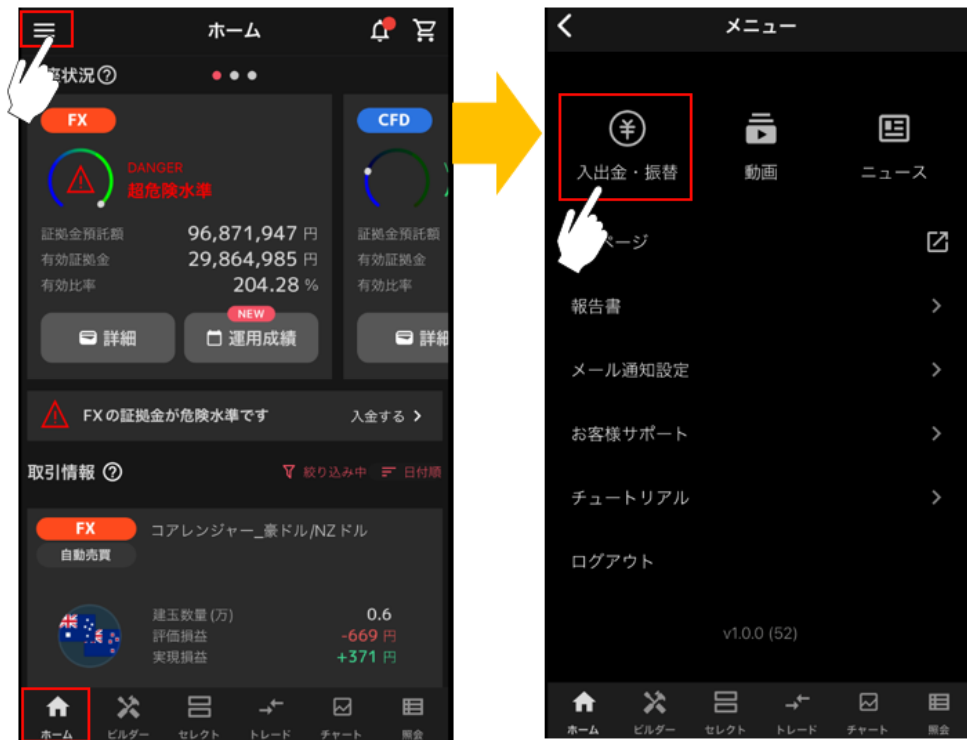 ホーム
座状況?
FX
DANGER
超危険水準
証拠金預託額 96,871,947 円
有効証拠金 29,864,985 円
有効比率 204.28 %
詳細
NEW
運用成績
CFD
証拠金預託額
有効証拠金
有効比率
詳細
FXの証拠金が危険水準です 入金する >
取引情報 ?
絞り込み中 日付順
FX
自動売買
コアレンジャー_豪ドル/NZドル
建玉数量(万) 0.6
評価損益 -669 円
実現損益 +371 円
ホーム ビルダー セレクト トレード チャート 照会
メニュー
入出金・振替
動画
ニュース
ページ
報告書
メール通知設定
お客様サポート
チュートリアル
ログアウト
v1.0.0 (52)
ホーム ビルダー セレクト トレード チャート 照会